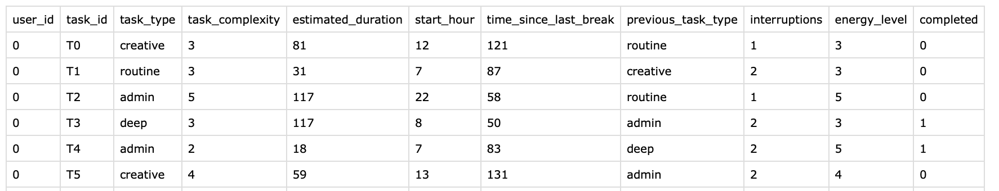 user_id task_id task_type task_complexity estimated_duration start_hour time_since_last_break previous_task_type interruptions energy_level completed
0 T0 creative 3 81 12 121 routine 1 3 0
0 T1 routine 3 31 7 87 creative 2 3 0
0 T2 admin 5 117 22 58 routine 1 5 0
0 T3 deep 3 117 8 50 admin 2 3 1
0 T4 admin 2 18 7 83 deep 2 5 1
0 T5 creative 4 59 13 131 admin 2 4 0